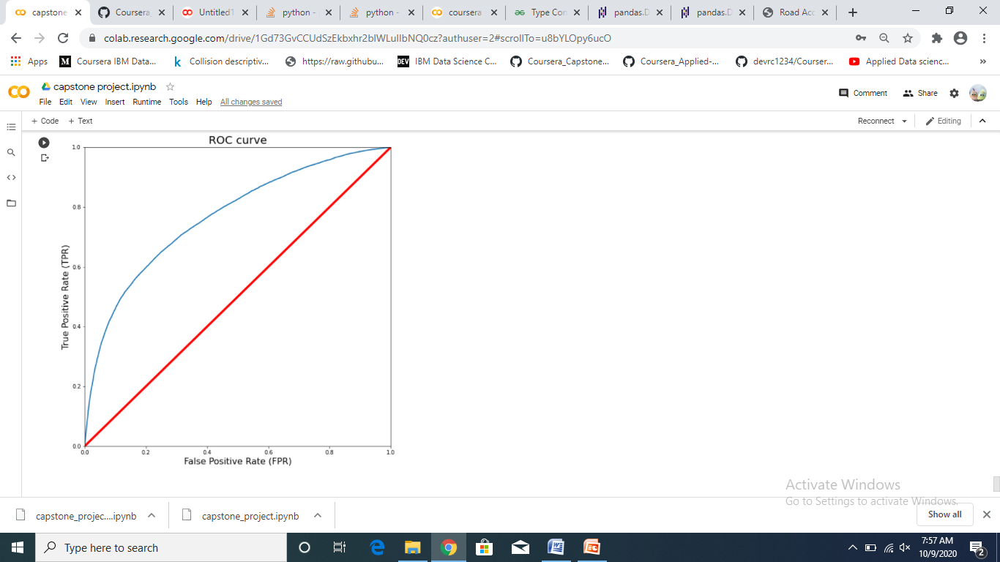 capstone
Coursera_
Untitled1
python -
python -
coursera
Type Con
pandas.D
pandas.D
Road Acc
colab.research.google.com/drive/1Gd73GvCCUdSzEkbxhr2blWLullbNQ0cz?authuser=2#scrollTo=u8bYLOpy6ucO
Apps
Coursera IBM Data...
Collision descriptiv...
https://raw.githubu...
DEV
IBM Data Science C...
Coursera_Capstone...
Coursera_Applied-...
devrc1234/Courser...
Applied Data scienc...
»
capstone project.ipynb
File Edit View Insert Runtime Tools Help All changes saved
Comment
Share
+ Code + Text
Reconnect
Editing
ROC curve
1.0
0.8
0.6
0.4
0.2
0.0
True Positive Rate (TPR)
0.0 0.2 0.4 0.6 0.8 1.0
False Positive Rate (FPR)
Activate Windows
Go to Settings to activate Windows.
capstone_projec....ipynb
capstone_project.ipynb
Show all
Type here to search
7:57 AM
10/9/2020
2